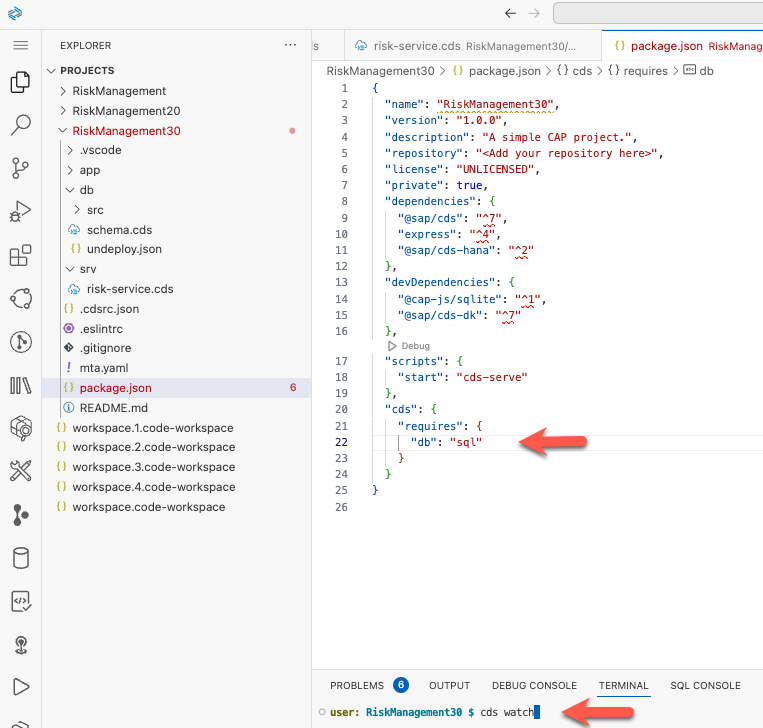 EXPLORER
...
PROJECTS
RiskManagement
RiskManagement20
RiskManagement30
.vscode
app
db
src
schema.cds
{} undeploy.json
srv
risk-service.cds
{} .cdsrc.json
.eslintrc
.gitignore
! mta.yaml
{} package.json 6
README.md
{} workspace.1.code-workspace
{} workspace.2.code-workspace
{} workspace.3.code-workspace
{} workspace.4.code-workspace
{} workspace.code-workspace
ls
risk-service.cds RiskManagement30/...
{} package.json RiskManag
RiskManagement30 > {} package.json > {} cds > {} requires > abc db
1 {
2 "name": "RiskManagement30",
3 "version": "1.0.0",
4 "description": "A simple CAP project.",
5 "repository": "<Add your repository here>",
6 "license": "UNLICENSED",
7 "private": true,
8 "dependencies": {
9 "@sap/cds": "^7",
10 "express": "^4",
11 "@sap/cds-hana": "^2"
12 },
13 "devDependencies": {
14 "@cap-js/sqlite": "^1",
15 "@sap/cds-dk": "^7"
16 },
Debug
17 "scripts": {
18 "start": "cds-serve"
19 },
20 "cds": {
21 "requires": {
22 "db": "sql"
23 }
24 }
25 }
26
PROBLEMS 6 OUTPUT DEBUG CONSOLE TERMINAL SQL CONSOLE
user: RiskManagement30 $ cds watch